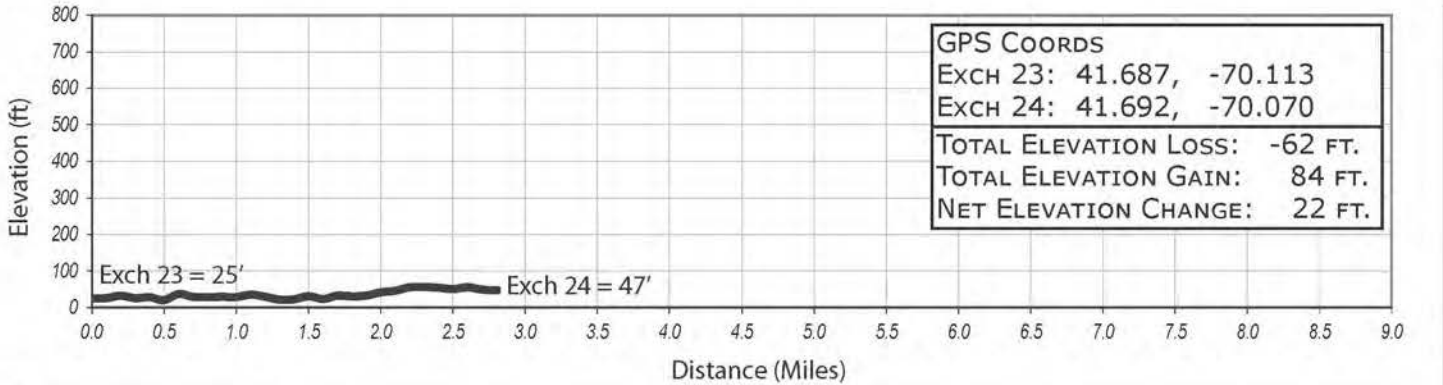 800
700
600
500
400
300
200
100
0
Elevation (ft)
GPS COORDS
EXCH 23: 41.687, -70.113
EXCH 24: 41.692, -70.070
TOTAL ELEVATION LOSS: -62 FT.
TOTAL ELEVATION GAIN: 84 FT.
NET ELEVATION CHANGE: 22 FT.
Exch 23 = 25'
Exch 24 = 47'
0.0 0.5 1.0 1.5 2.0 2.5 3.0 3.5 4.0 4.5 5.0 5.5 6.0 6.5 7.0 7.5 8.0 8.5 9.0
Distance (Miles)